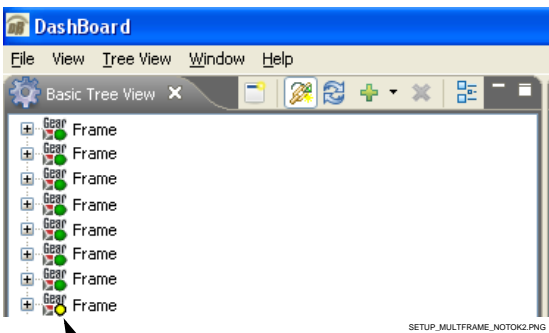 DashBoard
File View Tree View Window Help
Basic Tree View
Gear Frame
Gear Frame
Gear Frame
Gear Frame
Gear Frame
Gear Frame
Gear Frame
Gear Frame
SETUP_MULTFRAME_NOTOK2.PNG